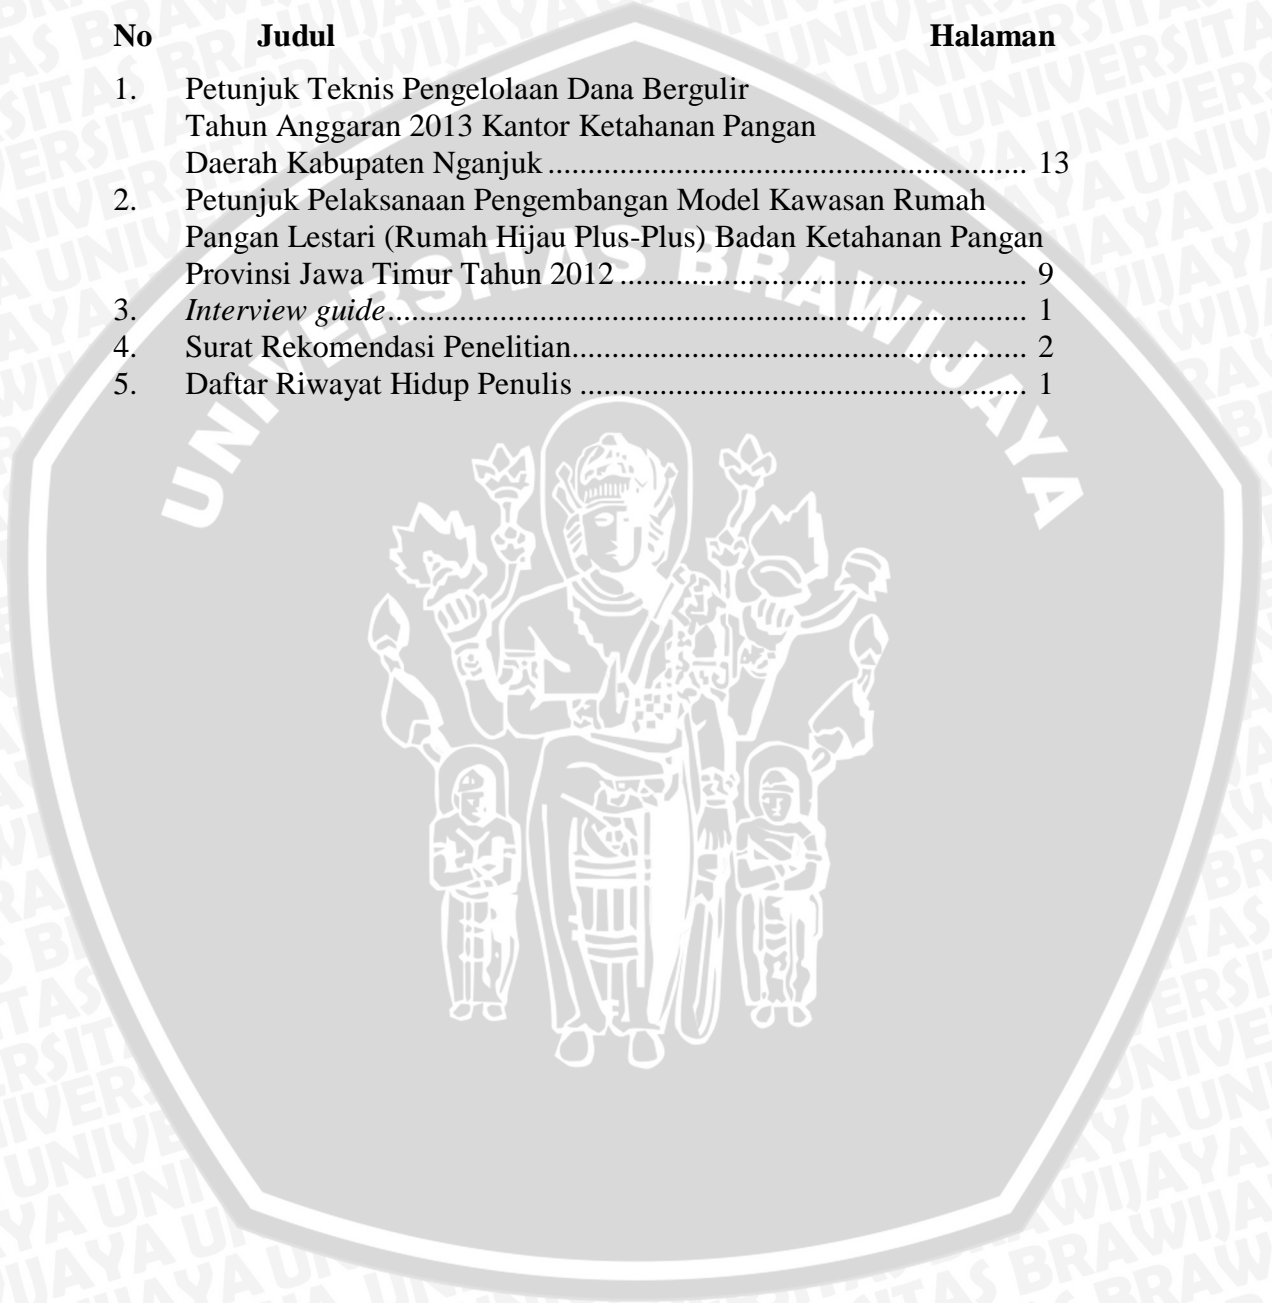 No Judul Halaman
1. Petunjuk Teknis Pengelolaan Dana Bergulir
Tahun Anggaran 2013 Kantor Ketahanan Pangan
Daerah Kabupaten Nganjuk ................................................................ 13
2. Petunjuk Pelaksanaan Pengembangan Model Kawasan Rumah
Pangan Lestari (Rumah Hijau Plus-Plus) Badan Ketahanan Pangan
Provinsi Jawa Timur Tahun 2012 ................................................... 9
3. Interview guide................................................................................ 1
4. Surat Rekomendasi Penelitian......................................................... 2
5. Daftar Riwayat Hidup Penulis ........................................................ 1
UNIVERSITAS BRAWIJAYA